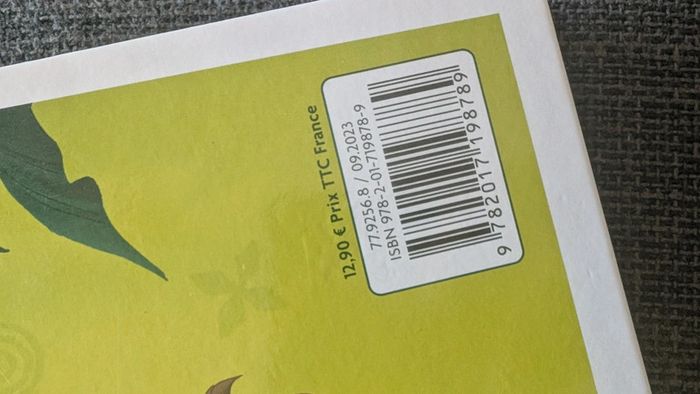 12,90 € Prix TTC France
77.9256.8 / 09.2023
ISBN 978-2-01-719878-9
9 782017 198789